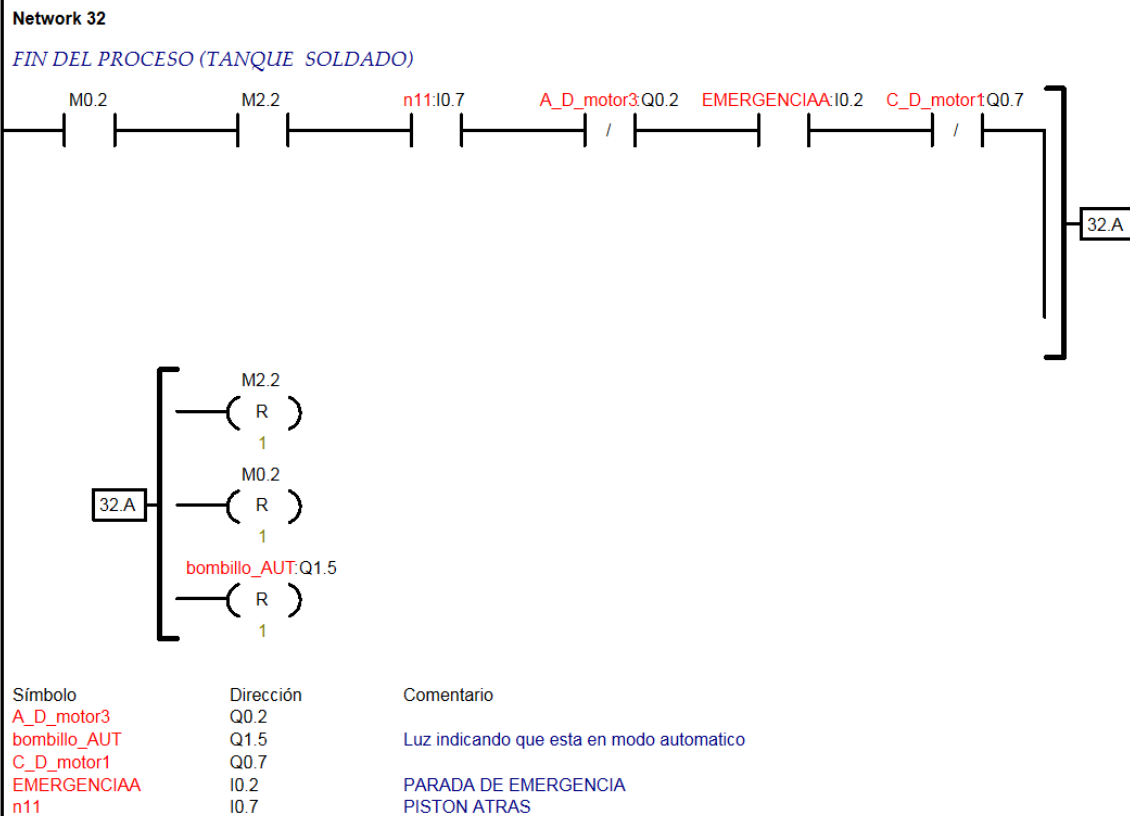 Network 32
FIN DEL PROCESO (TANQUE SOLDADO)
M0.2 M2.2 n11:I0.7 A_D_motor3:Q0.2 EMERGENCIAA:I0.2 C_D_motor1:Q0.7
/ /
32.A
M2.2
R
1
M0.2
32.A R
1
bombillo_AUT:Q1.5
R
1
Símbolo Dirección Comentario
A_D_motor3 Q0.2
bombillo_AUT Q1.5 Luz indicando que esta en modo automatico
C_D_motor1 Q0.7
EMERGENCIAA I0.2 PARADA DE EMERGENCIA
n11 I0.7 PISTON ATRAS